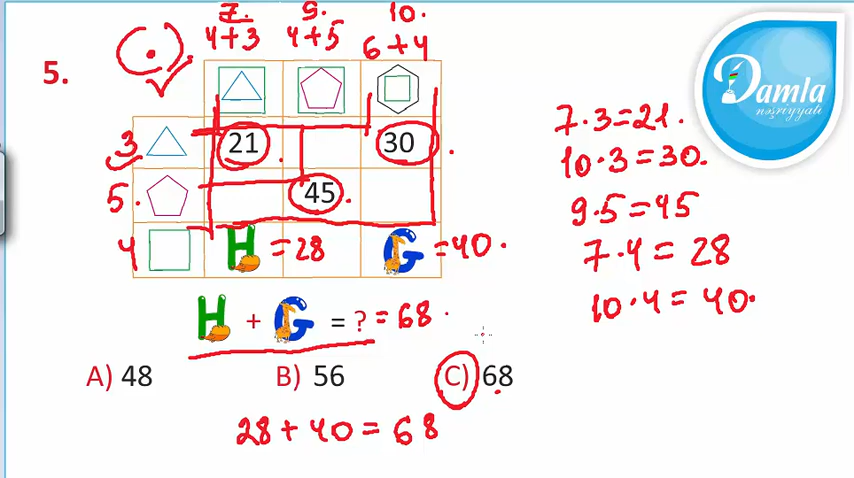 7. 9. 10.
4+3 4+5 6+4
5.
Damla
nəşriyyatı
3 21 . 30 .
5. 45 .
4 H = 28 G = 40.
7·3=21.
10·3=30.
9·5=45
7·4=28
10·4=40.
H + G = ? = 68.
A) 48 B) 56 C) 68
28+40=68